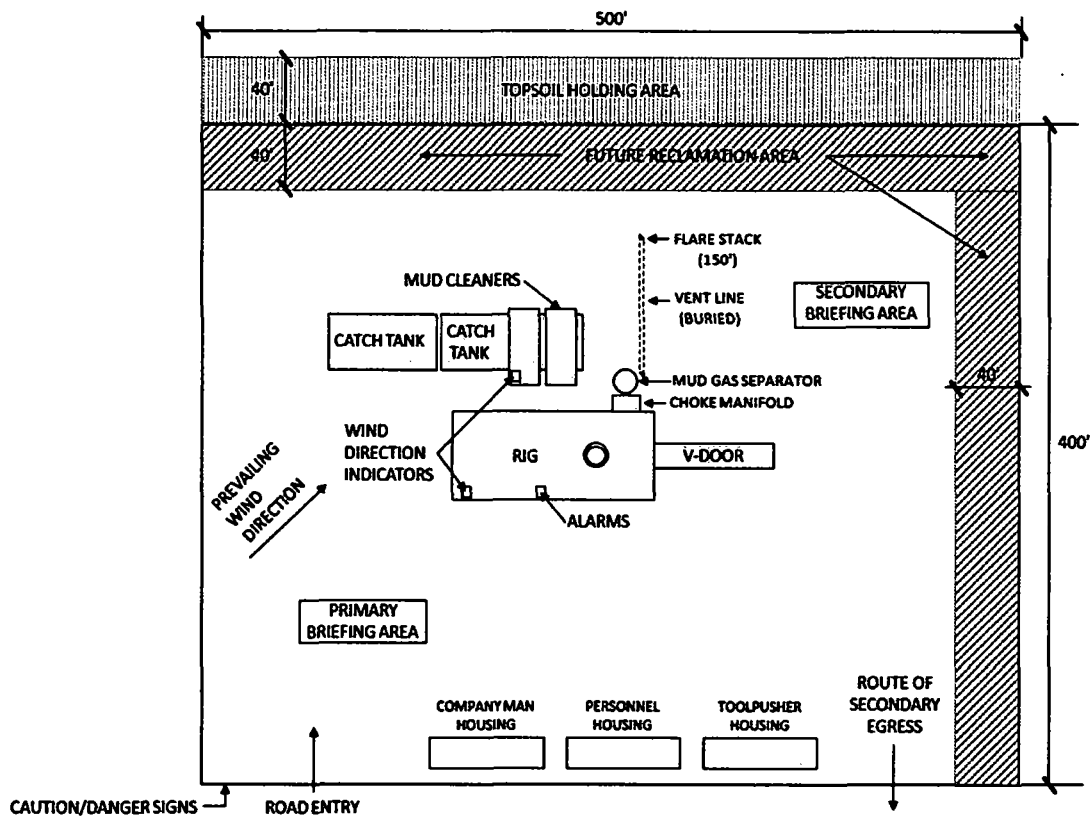 500'
40'
TOPSOIL HOLDING AREA
40'
FUTURE RECLAMATION AREA
FLARE STACK
(150')
MUD CLEANERS
VENT LINE
(BURIED)
SECONDARY
BRIEFING AREA
CATCH TANK
CATCH
TANK
MUD GAS SEPARATOR
CHOKE MANIFOLD
40'
400'
WIND
DIRECTION
INDICATORS
RIG
V-DOOR
PREVAILING
WIND
DIRECTION
ALARMS
PRIMARY
BRIEFING AREA
ROUTE OF
SECONDARY
EGRESS
COMPANY MAN
HOUSING
PERSONNEL
HOUSING
TOOLPUSHER
HOUSING
CAUTION/DANGER SIGNS
ROAD ENTRY